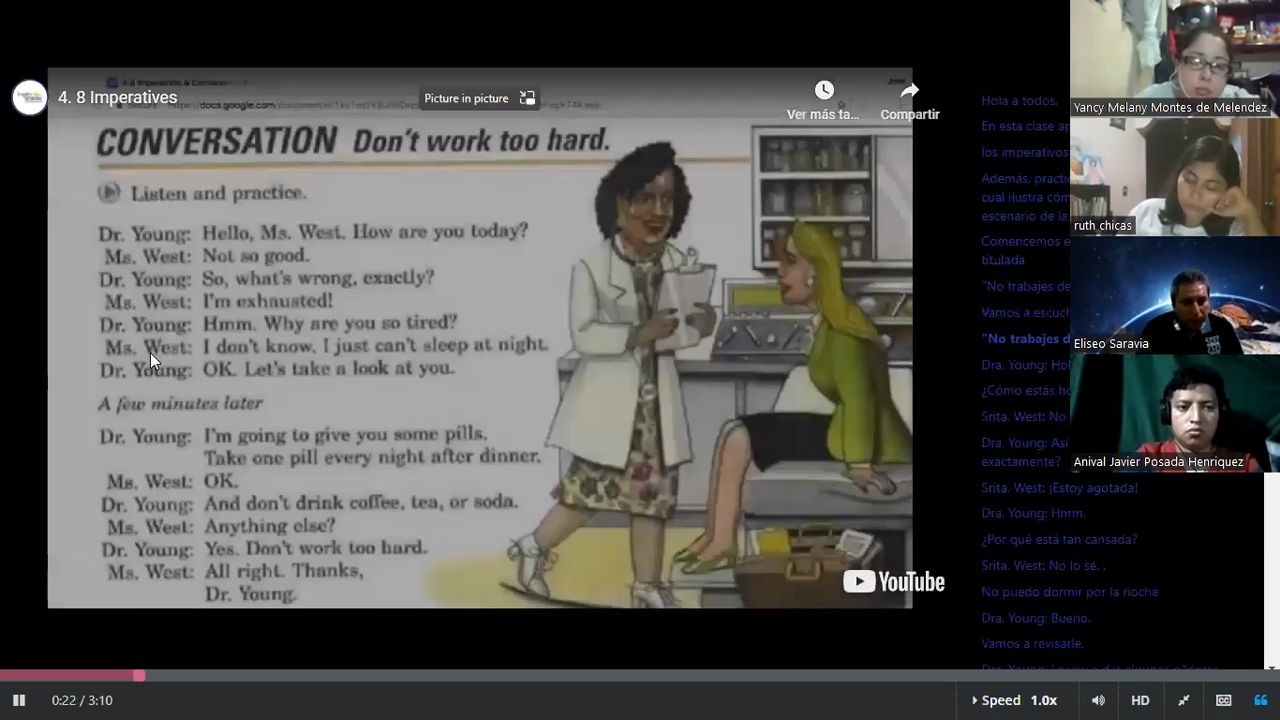 4. 8 Imperatives
Picture in picture
Ver más ta...
Compartir
CONVERSATION Don't work too hard.
Listen and practice.
Dr. Young: Hello, Ms. West. How are you today?
Ms. West: Not so good.
Dr. Young: So, what's wrong, exactly?
Ms. West: I'm exhausted!
Dr. Young: Hmm. Why are you so tired?
Ms. West: I don't know. I just can't sleep at night.
Dr. Young: OK. Let's take a look at you.
A few minutes later
Dr. Young: I'm going to give you some pills.
Take one pill every night after dinner.
Ms. West: OK.
Dr. Young: And don't drink coffee, tea, or soda.
Ms. West: Anything else?
Dr. Young: Yes. Don't work too hard.
Ms. West: All right. Thanks,
Dr. Young.
YouTube
0:22 / 3:10
Speed 1.0x
HD
CC
Hola a todos.
En esta clase ap
los imperativos
Además, practi
cual ilustra cóm
escenario de la
Comencemos e
titulada
"No trabajes de
Vamos a escuch
"No trabajes d
Dra. Young: Hol
¿Cómo estás ho
Srita. West: No
Dra. Young: Así
exactamente?
Srita. West: ¡Estoy agotada!
Dra. Young: Hmm.
¿Por qué está tan cansada?
Srita. West: No lo sé. .
No puedo dormir por la noche
Dra. Young: Bueno.
Vamos a revisarle.
Yancy Melany Montes de Melendez
ruth chicas
Eliseo Saravia
Anival Javier Posada Henriquez